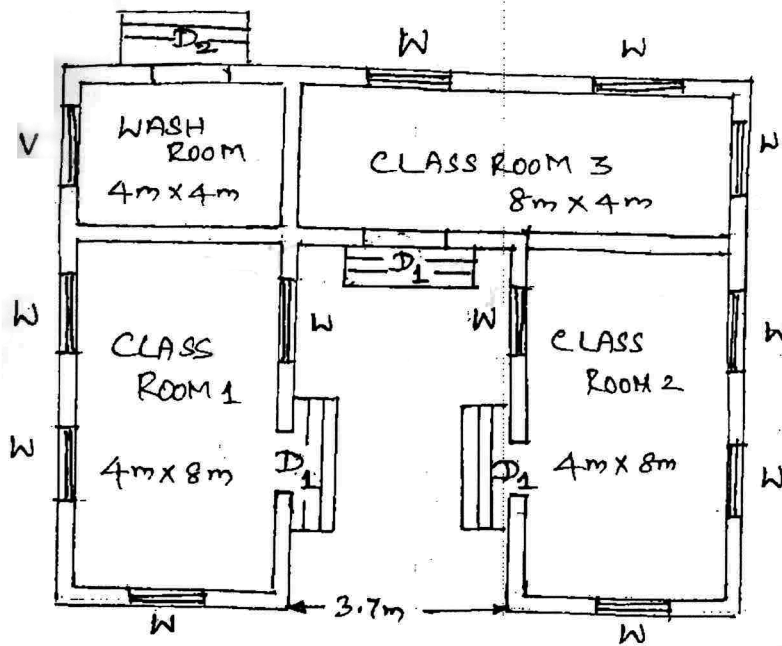 D2
W
W
V
WASH
ROOM
4m x 4m
CLASS ROOM 3
8m x 4m
W
D1
W
CLASS
ROOM 1
4m x 8m
W
W
CLASS
ROOM 2
4m x 8m
W
W
D1
D1
W
W
3.7m
W